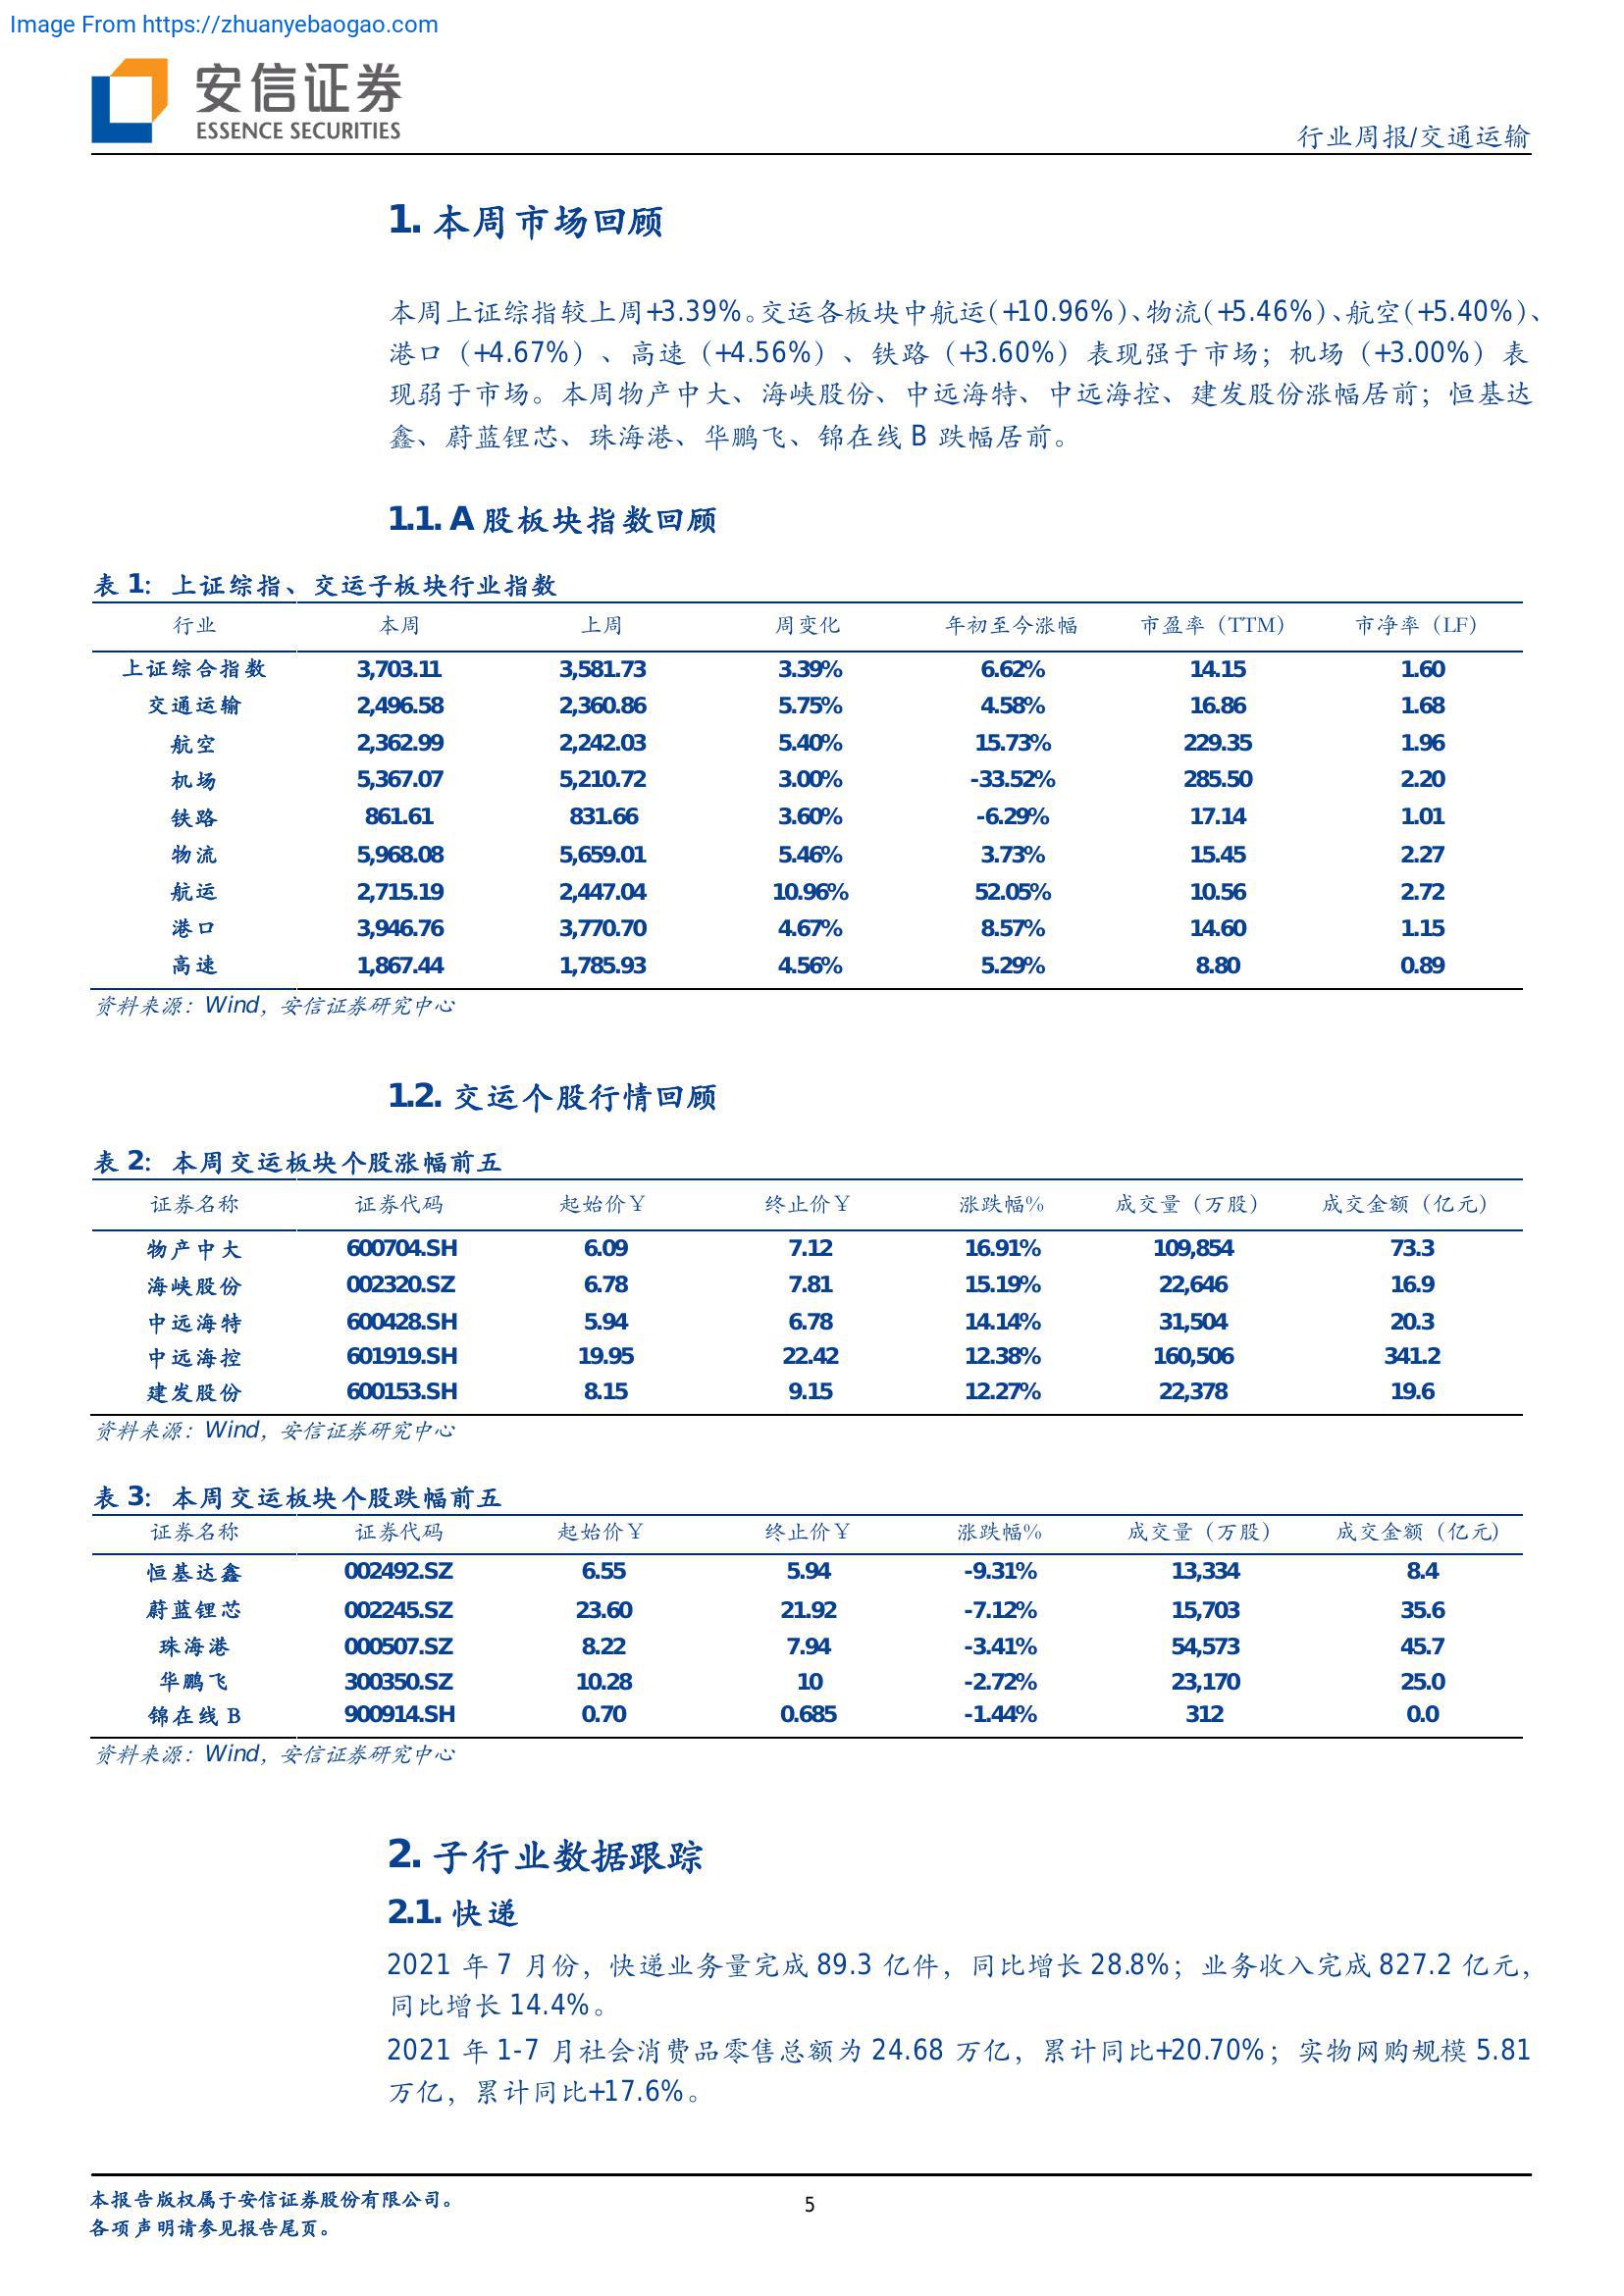 Image From https://zhuanyebaogao.com
安信证券
ESSENCE SECURITIES
行业周报/交通运输
1. 本周市场回顾
本周上证综指较上周+3.39%。交运各板块中航运(+10.96%)、物流(+5.46%)、航空(+5.40%)、
港口（+4.67%）、高速（+4.56%）、铁路（+3.60%）表现强于市场；机场（+3.00%）表
现弱于市场。本周物产中大、海峡股份、中远海特、中远海控、建发股份涨幅居前；恒基达
鑫、蔚蓝锂芯、珠海港、华鹏飞、锦在线 B 跌幅居前。
1.1. A 股板块指数回顾
表 1: 上证综指、交运子板块行业指数
行业 本周 上周 周变化 年初至今涨幅 市盈率（TTM） 市净率（LF）
上证综合指数 3,703.11 3,581.73 3.39% 6.62% 14.15 1.60
交通运输 2,496.58 2,360.86 5.75% 4.58% 16.86 1.68
航空 2,362.99 2,242.03 5.40% 15.73% 229.35 1.96
机场 5,367.07 5,210.72 3.00% -33.52% 285.50 2.20
铁路 861.61 831.66 3.60% -6.29% 17.14 1.01
物流 5,968.08 5,659.01 5.46% 3.73% 15.45 2.27
航运 2,715.19 2,447.04 10.96% 52.05% 10.56 2.72
港口 3,946.76 3,770.70 4.67% 8.57% 14.60 1.15
高速 1,867.44 1,785.93 4.56% 5.29% 8.80 0.89
资料来源：Wind，安信证券研究中心
1.2. 交运个股行情回顾
表 2: 本周交运板块个股涨幅前五
证券名称 证券代码 起始价￥ 终止价￥ 涨跌幅% 成交量（万股） 成交金额（亿元）
物产中大 600704.SH 6.09 7.12 16.91% 109,854 73.3
海峡股份 002320.SZ 6.78 7.81 15.19% 22,646 16.9
中远海特 600428.SH 5.94 6.78 14.14% 31,504 20.3
中远海控 601919.SH 19.95 22.42 12.38% 160,506 341.2
建发股份 600153.SH 8.15 9.15 12.27% 22,378 19.6
资料来源：Wind，安信证券研究中心
表 3: 本周交运板块个股跌幅前五
证券名称 证券代码 起始价￥ 终止价￥ 涨跌幅% 成交量（万股） 成交金额（亿元)
恒基达鑫 002492.SZ 6.55 5.94 -9.31% 13,334 8.4
蔚蓝锂芯 002245.SZ 23.60 21.92 -7.12% 15,703 35.6
珠海港 000507.SZ 8.22 7.94 -3.41% 54,573 45.7
华鹏飞 300350.SZ 10.28 10 -2.72% 23,170 25.0
锦在线 B 900914.SH 0.70 0.685 -1.44% 312 0.0
资料来源：Wind，安信证券研究中心
2. 子行业数据跟踪
2.1. 快递
2021 年 7 月份，快递业务量完成 89.3 亿件，同比增长 28.8%；业务收入完成 827.2 亿元，
同比增长 14.4%。
2021 年 1-7 月社会消费品零售总额为 24.68 万亿，累计同比+20.70%；实物网购规模 5.81
万亿，累计同比+17.6%。
本报告版权属于安信证券股份有限公司。
5
各项声明请参见报告尾页。